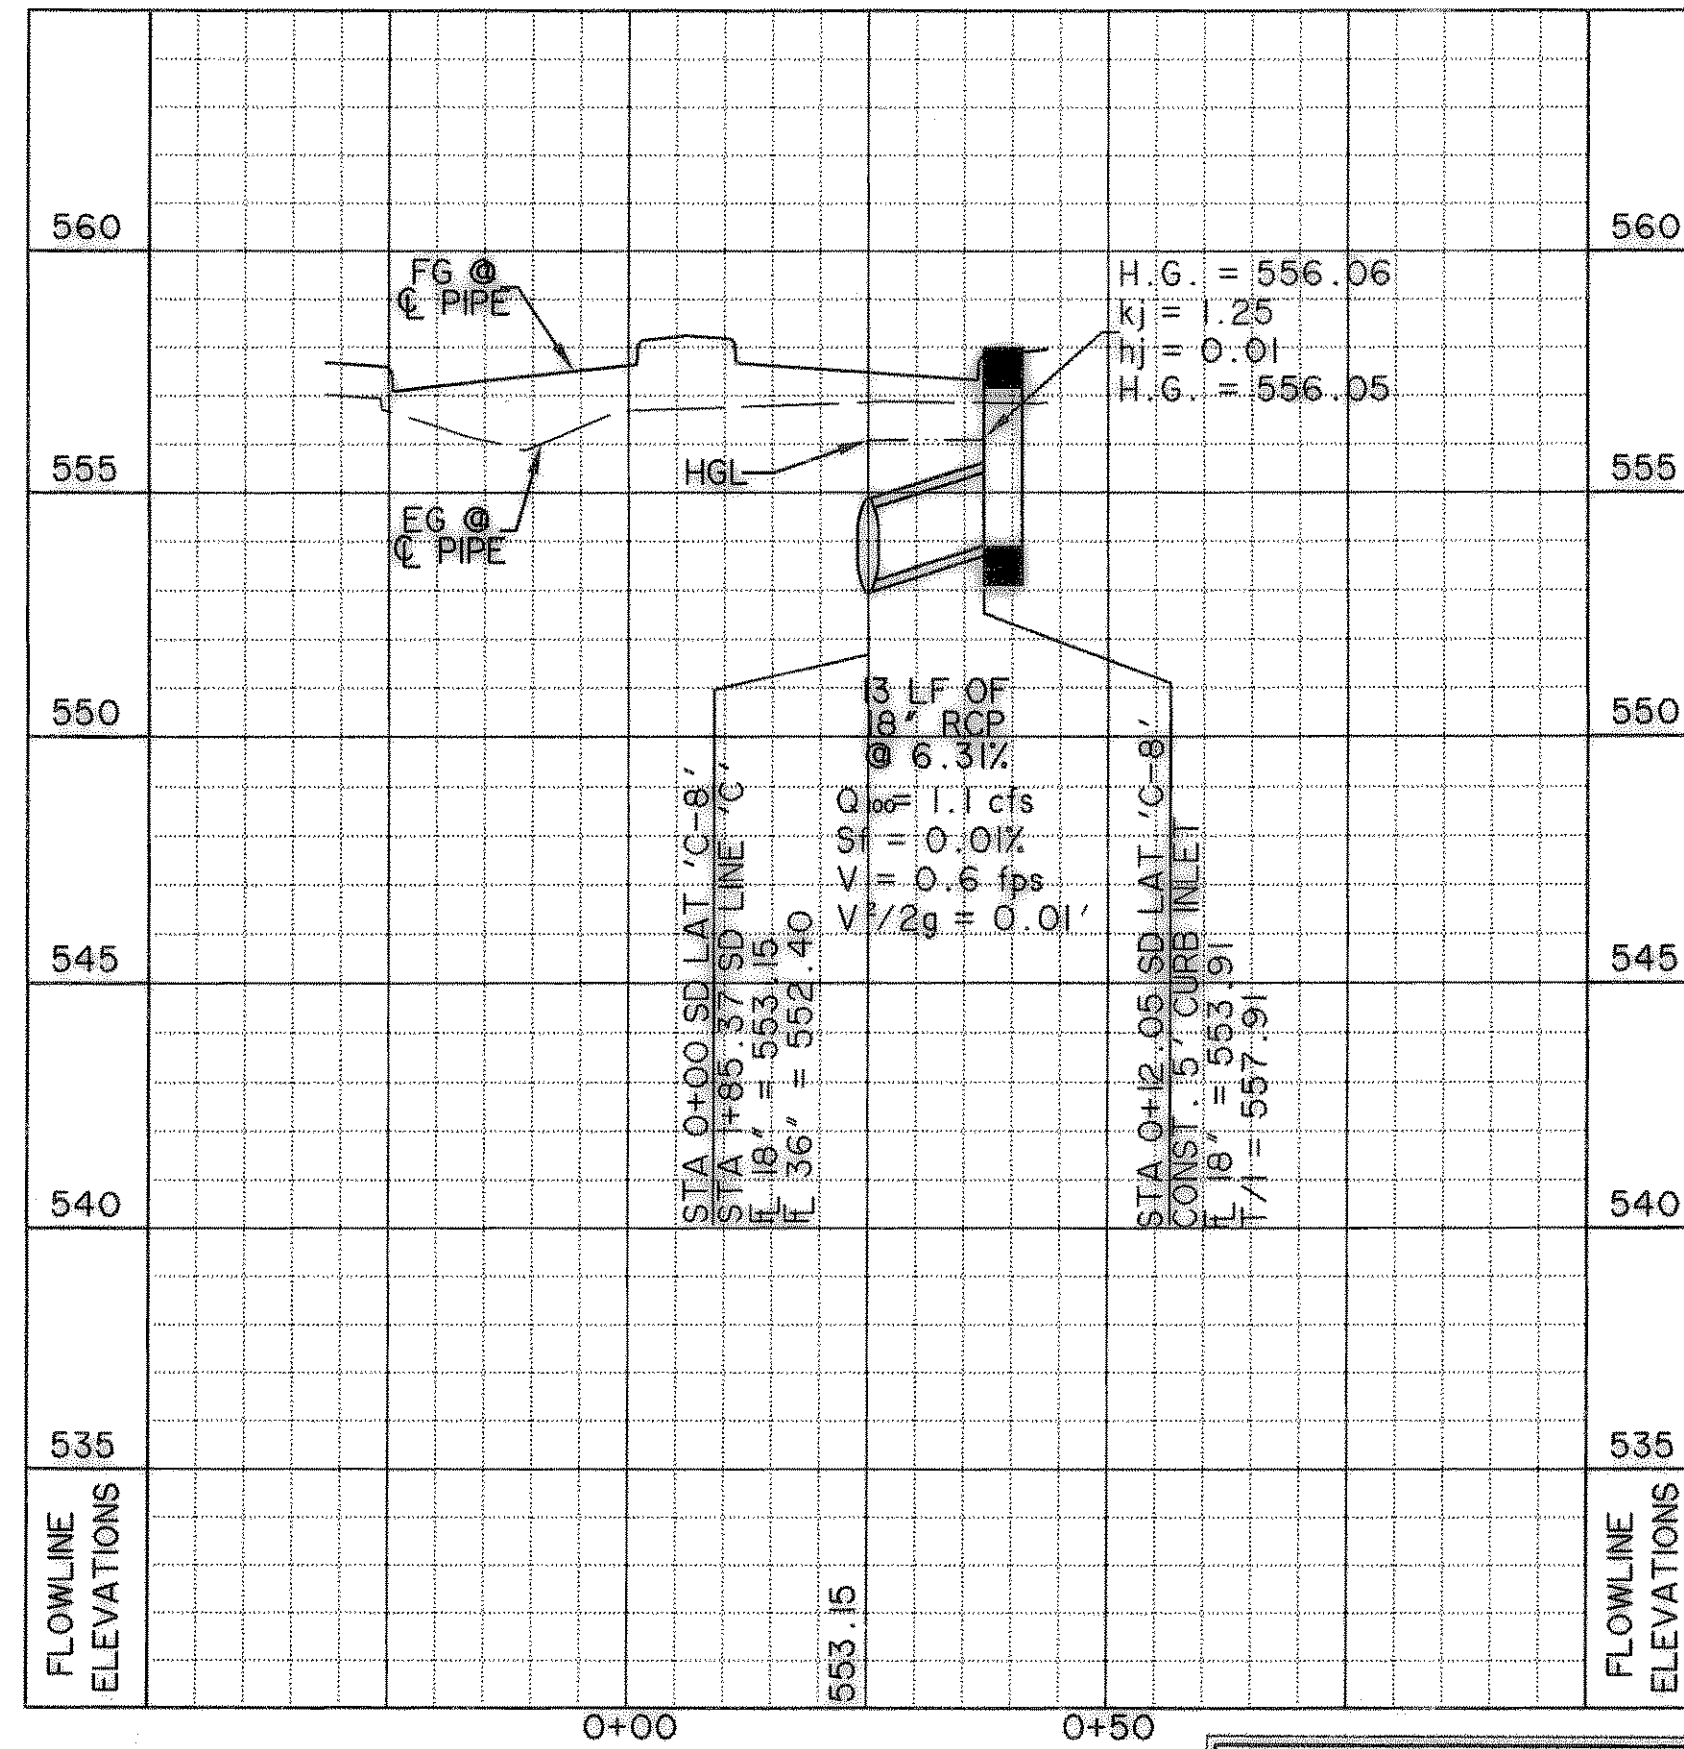 560
560
FG @
℄ PIPE
H.G. = 556.06
kj = 1.25
hj = 0.01
H.G. = 556.05
555
555
HGL
EG @
℄ PIPE
550
550
13 LF OF
18" RCP
@ 6.31%
Q100= 1.1 cfs
Sf = 0.01%
V = 0.6 fps
V²/2g = 0.01'
STA 0+00 SD LAT 'C-8'
STA 1+85.37 SD LINE 'C'
FL 18" = 553.15
FL 36" = 552.40
STA 0+12.05 SD LAT 'C-8'
CONST. 5' CURB INLET
FL 18" = 553.91
T/I = 557.91
545
545
540
540
535
535
FLOWLINE
ELEVATIONS
553.15
FLOWLINE
ELEVATIONS
0+00
0+50